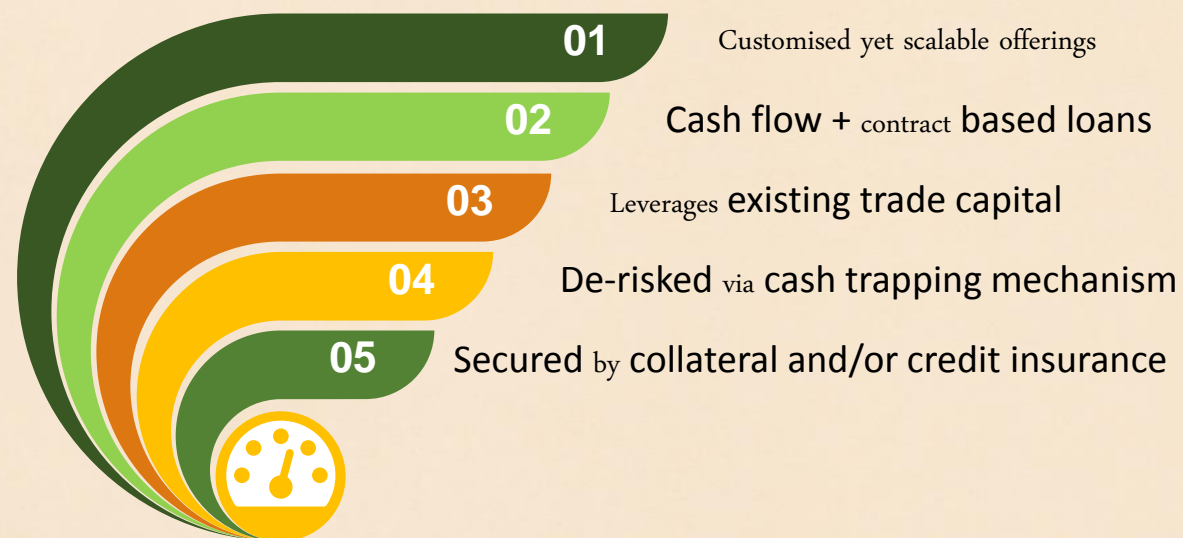 01 Customised yet scalable offerings
02 Cash flow + contract based loans
03 Leverages existing trade capital
04 De-risked via cash trapping mechanism
05 Secured by collateral and/or credit insurance